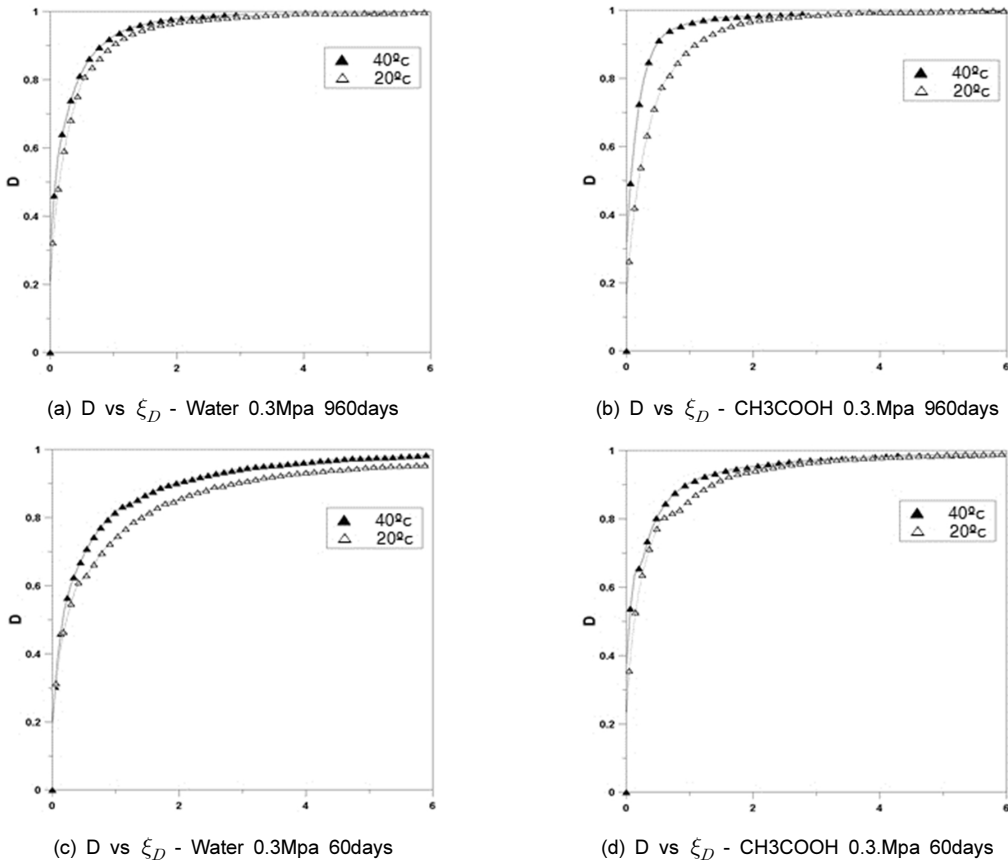 1
0.8
0.6
D
0.4
0.2
0
0
2
4
6
▲ 40ºc
△ 20ºc
(a) D vs ξ_D - Water 0.3Mpa 960days
1
0.8
0.6
D
0.4
0.2
0
0
2
4
6
▲ 40ºc
△ 20ºc
(b) D vs ξ_D - CH3COOH 0.3.Mpa 960days
1
0.8
0.6
D
0.4
0.2
0
0
2
4
6
▲ 40ºc
△ 20ºc
(c) D vs ξ_D - Water 0.3Mpa 60days
1
0.8
0.6
D
0.4
0.2
0
0
2
4
6
▲ 40ºc
△ 20ºc
(d) D vs ξ_D - CH3COOH 0.3.Mpa 60days